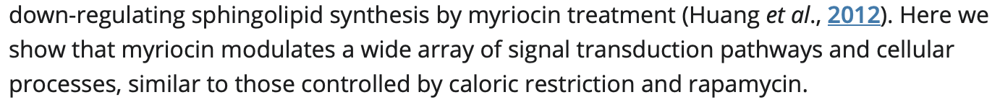 down-regulating sphingolipid synthesis by myriocin treatment (Huang et al., 2012). Here we
show that myriocin modulates a wide array of signal transduction pathways and cellular
processes, similar to those controlled by caloric restriction and rapamycin.